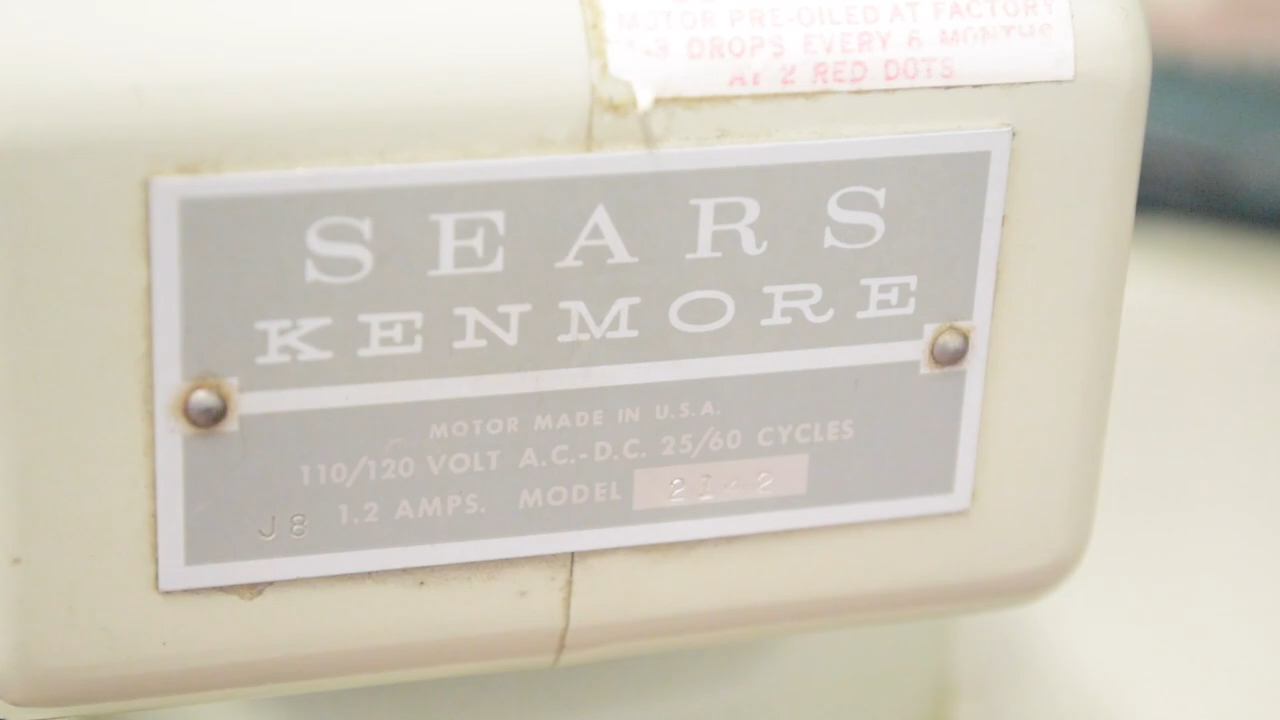 MOTOR PRE-OILED AT FACTORY
DROPS EVERY 6 MONTHS
AT 2 RED DOTS
SEARS
KENMORE
MOTOR MADE IN U.S.A.
110/120 VOLT A.C.-D.C. 25/60 CYCLES
1.2 AMPS. MODEL
J8